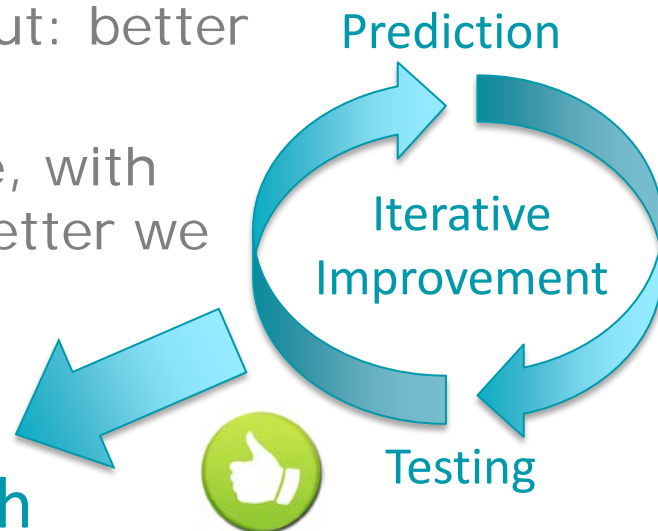 ut: better
Prediction
e, with
etter we
Iterative
Improvement
Testing
h